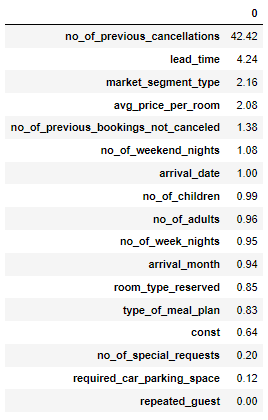 0
no_of_previous_cancellations 42.42
lead_time 4.24
market_segment_type 2.16
avg_price_per_room 2.08
no_of_previous_bookings_not_canceled 1.38
no_of_weekend_nights 1.08
arrival_date 1.00
no_of_children 0.99
no_of_adults 0.96
no_of_week_nights 0.95
arrival_month 0.94
room_type_reserved 0.85
type_of_meal_plan 0.83
const 0.64
no_of_special_requests 0.20
required_car_parking_space 0.12
repeated_guest 0.00